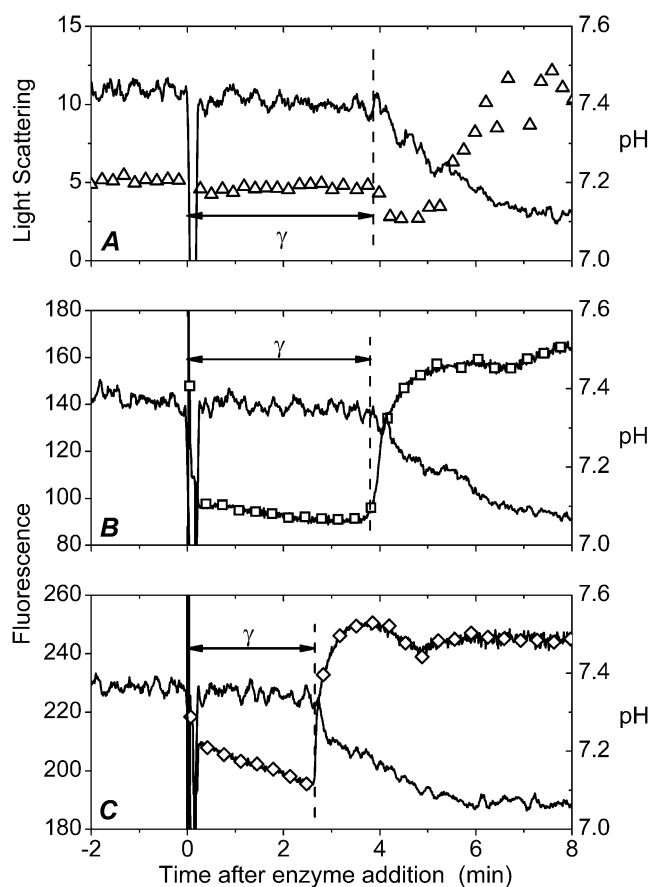 15
10
5
0
Light Scattering
7.6
7.4
7.2
7.0
pH
γ
A
180
160
140
120
100
80
7.6
7.4
7.2
7.0
pH
γ
B
Fluorescence
260
240
220
200
180
7.6
7.4
7.2
7.0
pH
γ
C
-2 0 2 4 6 8
Time after enzyme addition (min)